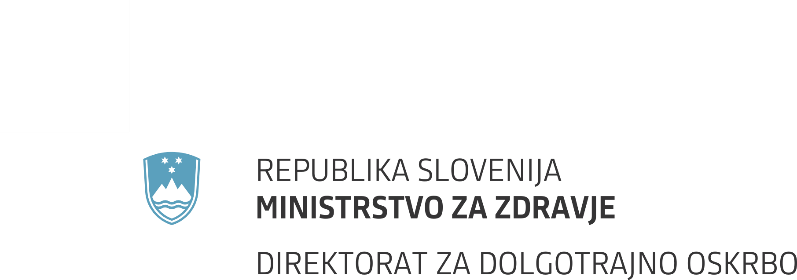 REPUBLIKA SLOVENIJA
MINISTRSTVO ZA ZDRAVJE
DIREKTORAT ZA DOLGOTRAJNO OSKRBO